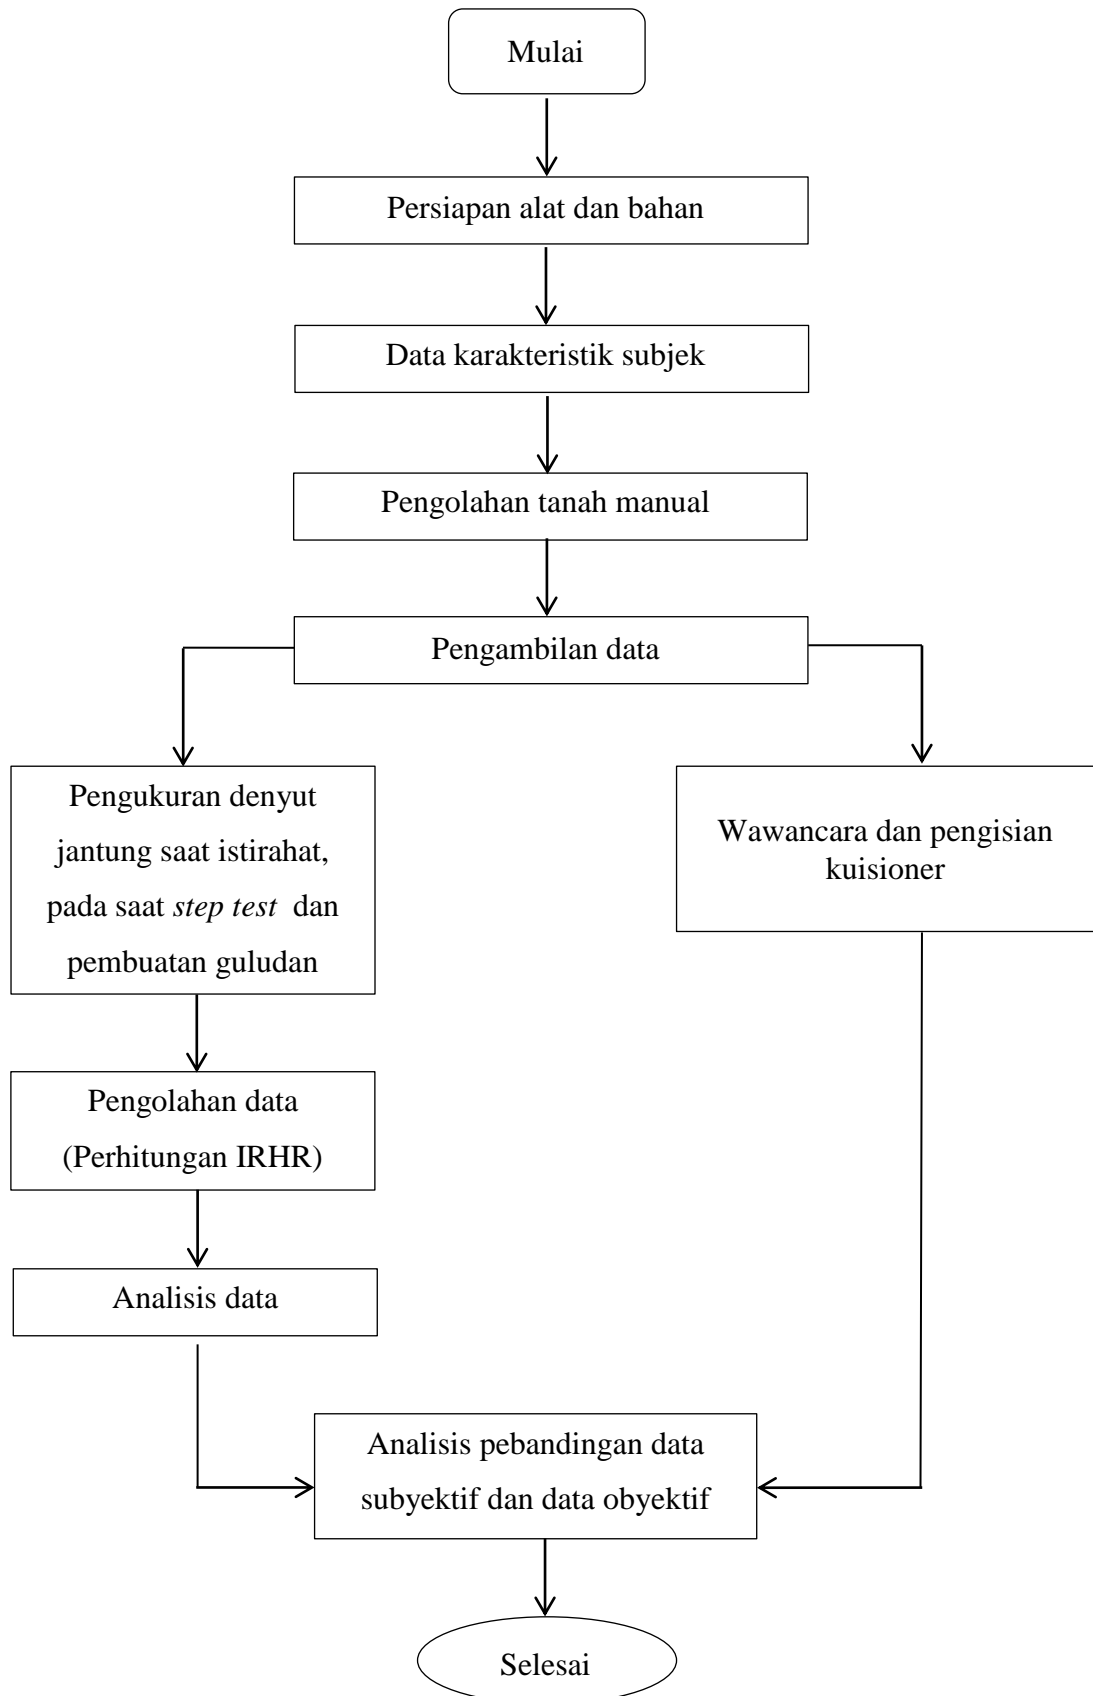 Mulai
Persiapan alat dan bahan
Data karakteristik subjek
Pengolahan tanah manual
Pengambilan data
Pengukuran denyut
jantung saat istirahat,
pada saat step test dan
pembuatan guludan
Wawancara dan pengisian
kuisioner
Pengolahan data
(Perhitungan IRHR)
Analisis data
Analisis pebandingan data
subyektif dan data obyektif
Selesai